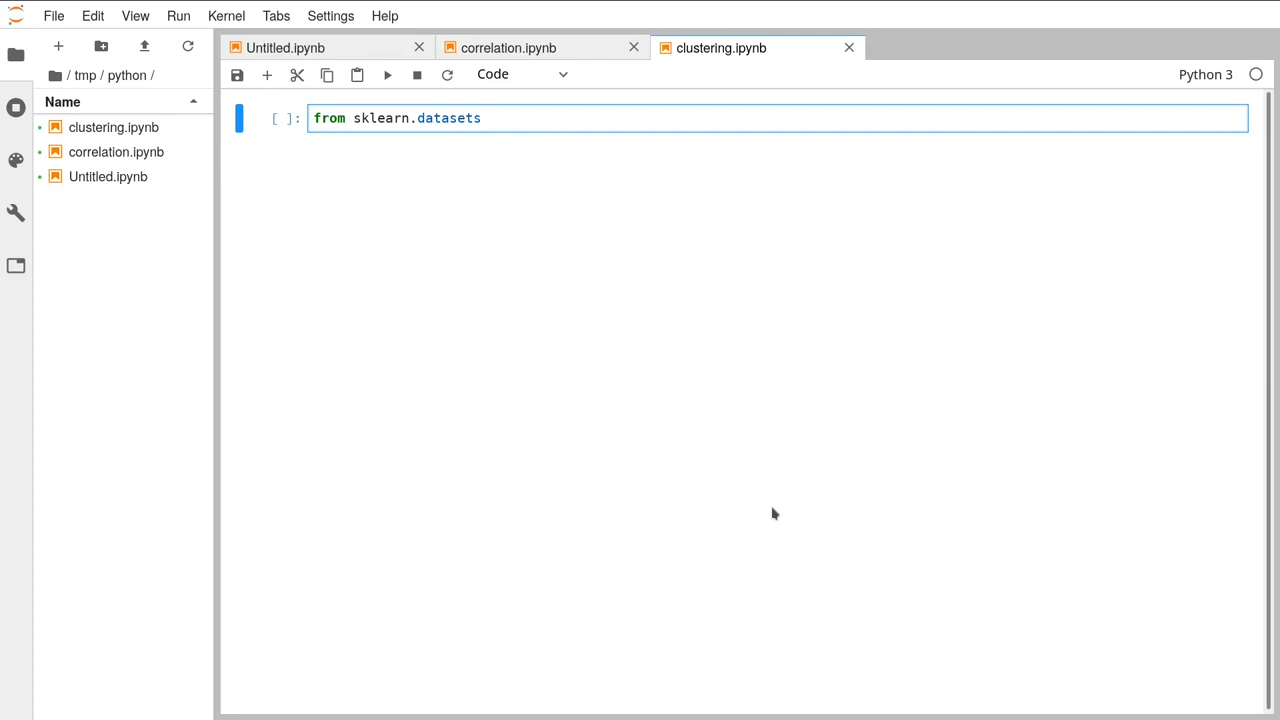 File Edit View Run Kernel Tabs Settings Help
/ tmp / python /
Name
clustering.ipynb
correlation.ipynb
Untitled.ipynb
Untitled.ipynb correlation.ipynb clustering.ipynb
Code Python 3
[ ]: from sklearn.datasets